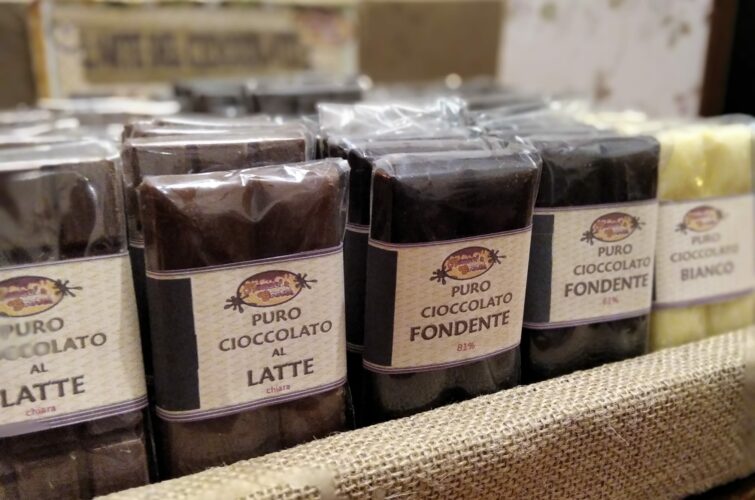 PURO
CIOCCOLATO
AL
LATTE
chiara
PURO
CIOCCOLATO
AL
LATTE
chiara
PURO
CIOCCOLATO
FONDENTE
81%
PURO
CIOCCOLATO
FONDENTE
61%
PURO
CIOCCOLATO
BIANCO